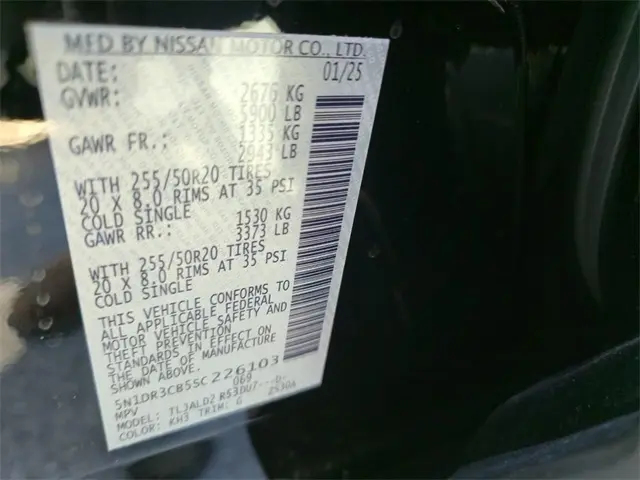 MFD BY NISSAN MOTOR CO., LTD.
DATE: 01/25
GVWR: 2676 KG
5900 LB
GAWR FR.: 1335 KG
2943 LB
WITH 255/50R20 TIRES
20 X 8.0 RIMS AT 35 PSI
COLD SINGLE
GAWR RR.: 1530 KG
3373 LB
WITH 255/50R20 TIRES
20 X 8.0 RIMS AT 35 PSI
COLD SINGLE
THIS VEHICLE CONFORMS TO
ALL APPLICABLE FEDERAL
MOTOR VEHICLE SAFETY AND
THEFT PREVENTION
STANDARDS IN EFFECT ON
THE DATE OF MANUFACTURE
5N1DR3CB5SC226103
MPV 069
MODEL:
COLOR: KH3 TRIM: G